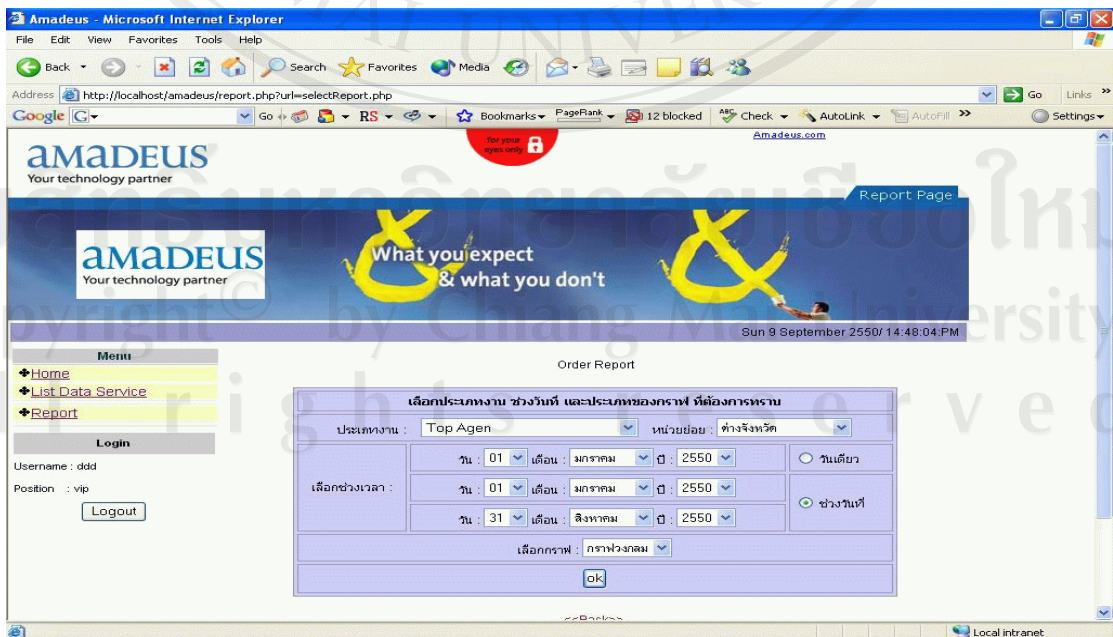 Amadeus - Microsoft Internet Explorer
File Edit View Favorites Tools Help
Back Search Favorites Media
Address http://localhost/amadeus/report.php?url=selectReport.php Go Links »
Google G Go RS Bookmarks PageRank 12 blocked ABC Check AutoLink AutoFill » Settings
amadeus
Your technology partner
for your eyes only
Amadeus.com
Report Page
amadeus
Your technology partner
What you expect
& what you don't
Sun 9 September 2550/ 14:48:04:PM
Menu
Home
List Data Service
Report
Login
Username : ddd
Position : vip
Logout
Order Report
เลือกประเภทงาน ช่วงวันที่ และประเภทของกราฟ ที่ต้องการทราบ
ประเภทงาน : Top Agen หน่วยย่อย : ต่างจังหวัด
เลือกช่วงเวลา :
วัน : 01 เดือน : มกราคม ปี : 2550 วันเดียว
วัน : 01 เดือน : มกราคม ปี : 2550
ช่วงวันที่
วัน : 31 เดือน : สิงหาคม ปี : 2550
เลือกกราฟ : กราฟวงกลม
ok
<<Back>>
Local intranet
by Chiang Mai University